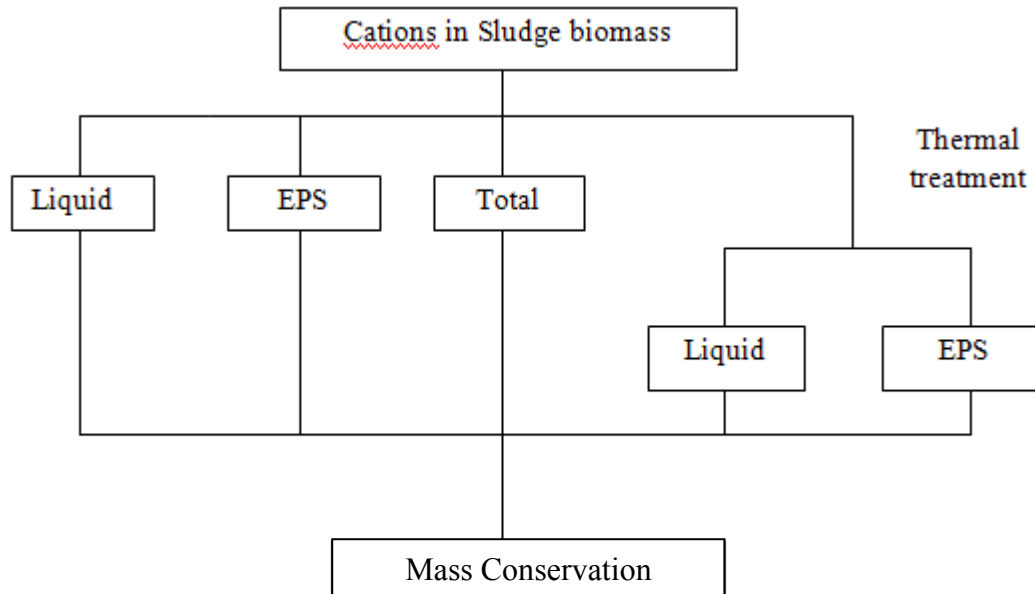 Cations in Sludge biomass
Thermal
treatment
Liquid
EPS
Total
Liquid
EPS
Mass Conservation